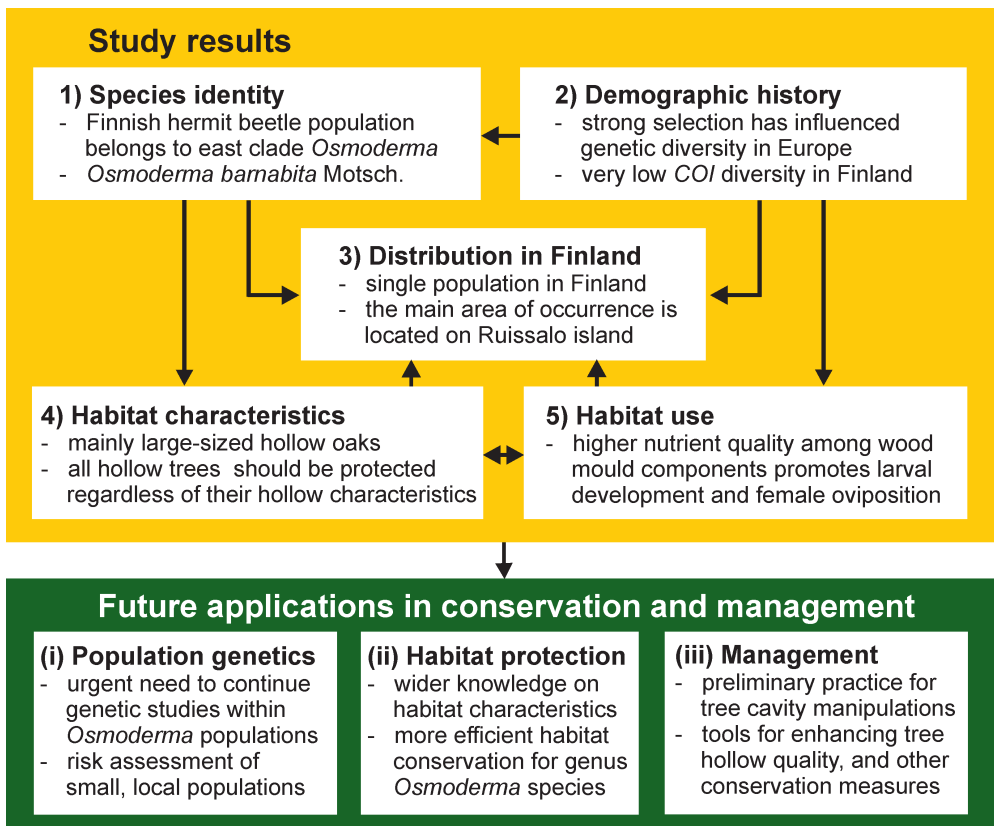 Study results
1) Species identity
- Finnish hermit beetle population
belongs to east clade Osmoderma
- Osmoderma barnabita Motsch.
2) Demographic history
- strong selection has influenced
genetic diversity in Europe
- very low COI diversity in Finland
3) Distribution in Finland
- single population in Finland
- the main area of occurrence is
located on Ruissalo island
4) Habitat characteristics
- mainly large-sized hollow oaks
- all hollow trees should be protected
regardless of their hollow characteristics
5) Habitat use
- higher nutrient quality among wood
mould components promotes larval
development and female oviposition
Future applications in conservation and management
(i) Population genetics
- urgent need to continue
genetic studies within
Osmoderma populations
- risk assessment of
small, local populations
(ii) Habitat protection
- wider knowledge on
habitat characteristics
- more efficient habitat
conservation for genus
Osmoderma species
(iii) Management
- preliminary practice for
tree cavity manipulations
- tools for enhancing tree
hollow quality, and other
conservation measures